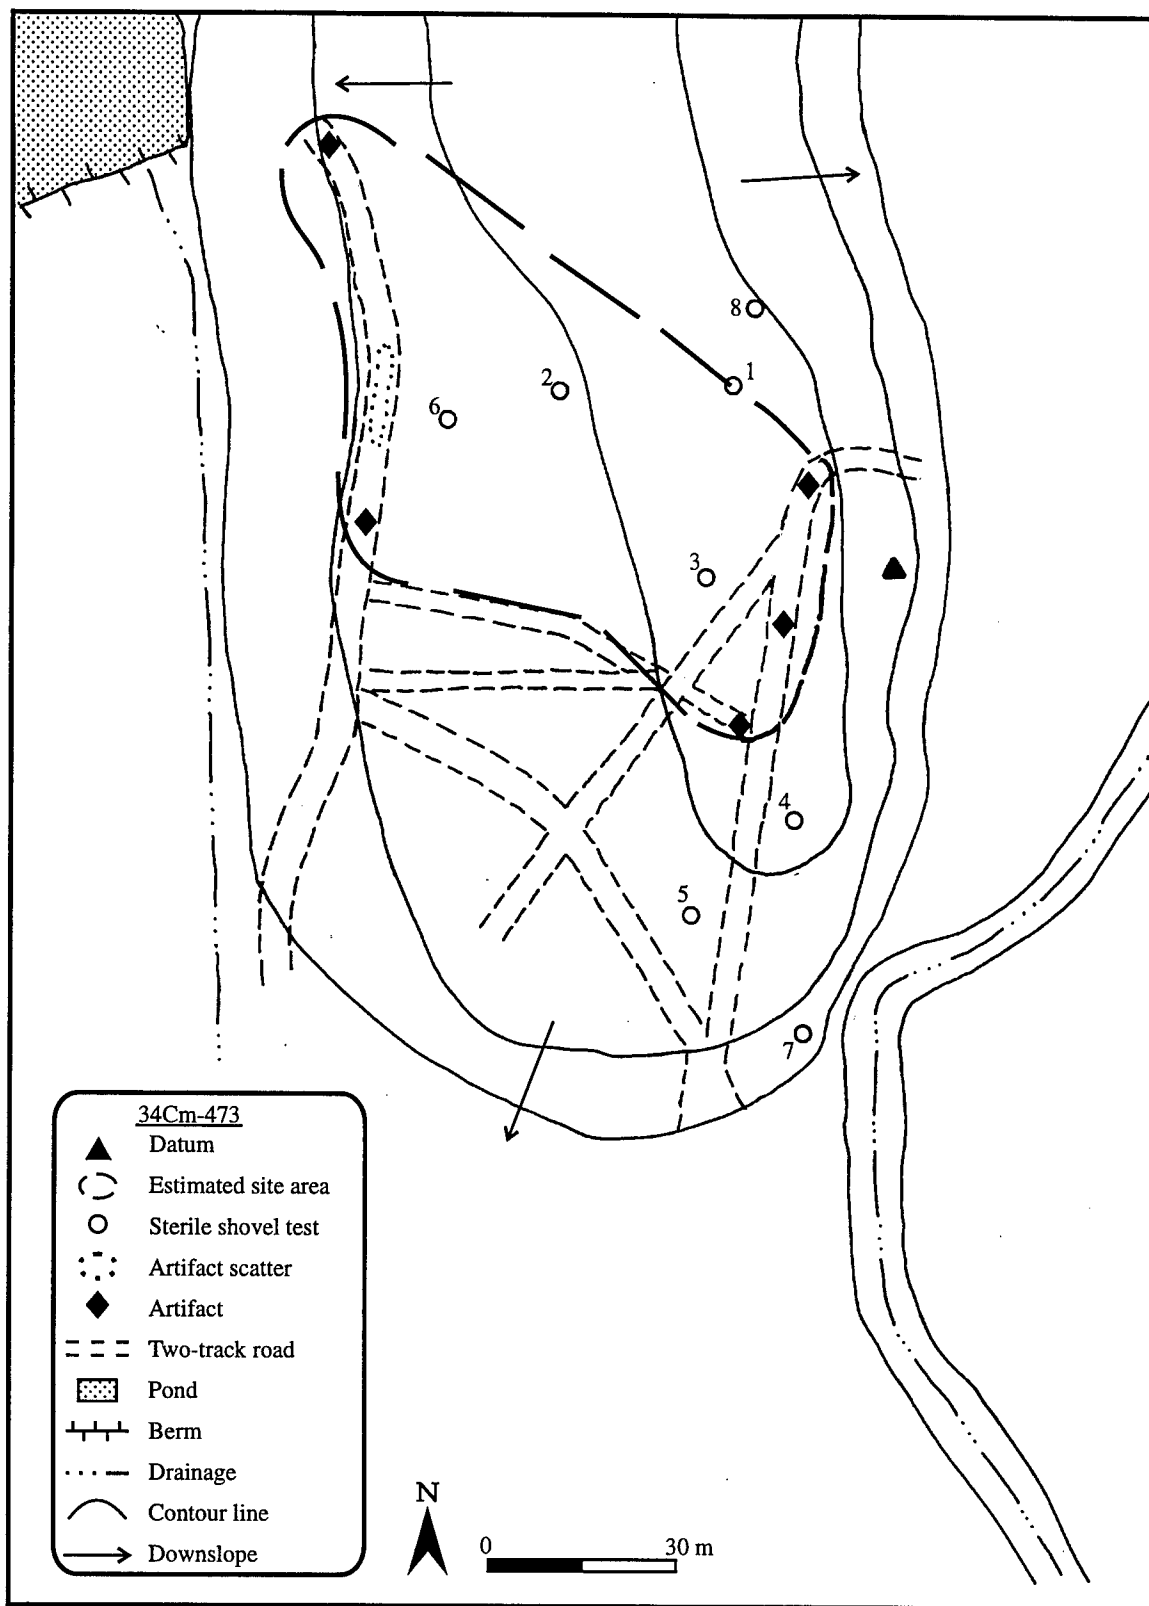 8
1
2
6
3
4
5
7
34Cm-473
Datum
Estimated site area
Sterile shovel test
Artifact scatter
Artifact
Two-track road
Pond
Berm
Drainage
Contour line
Downslope
N
0 30 m